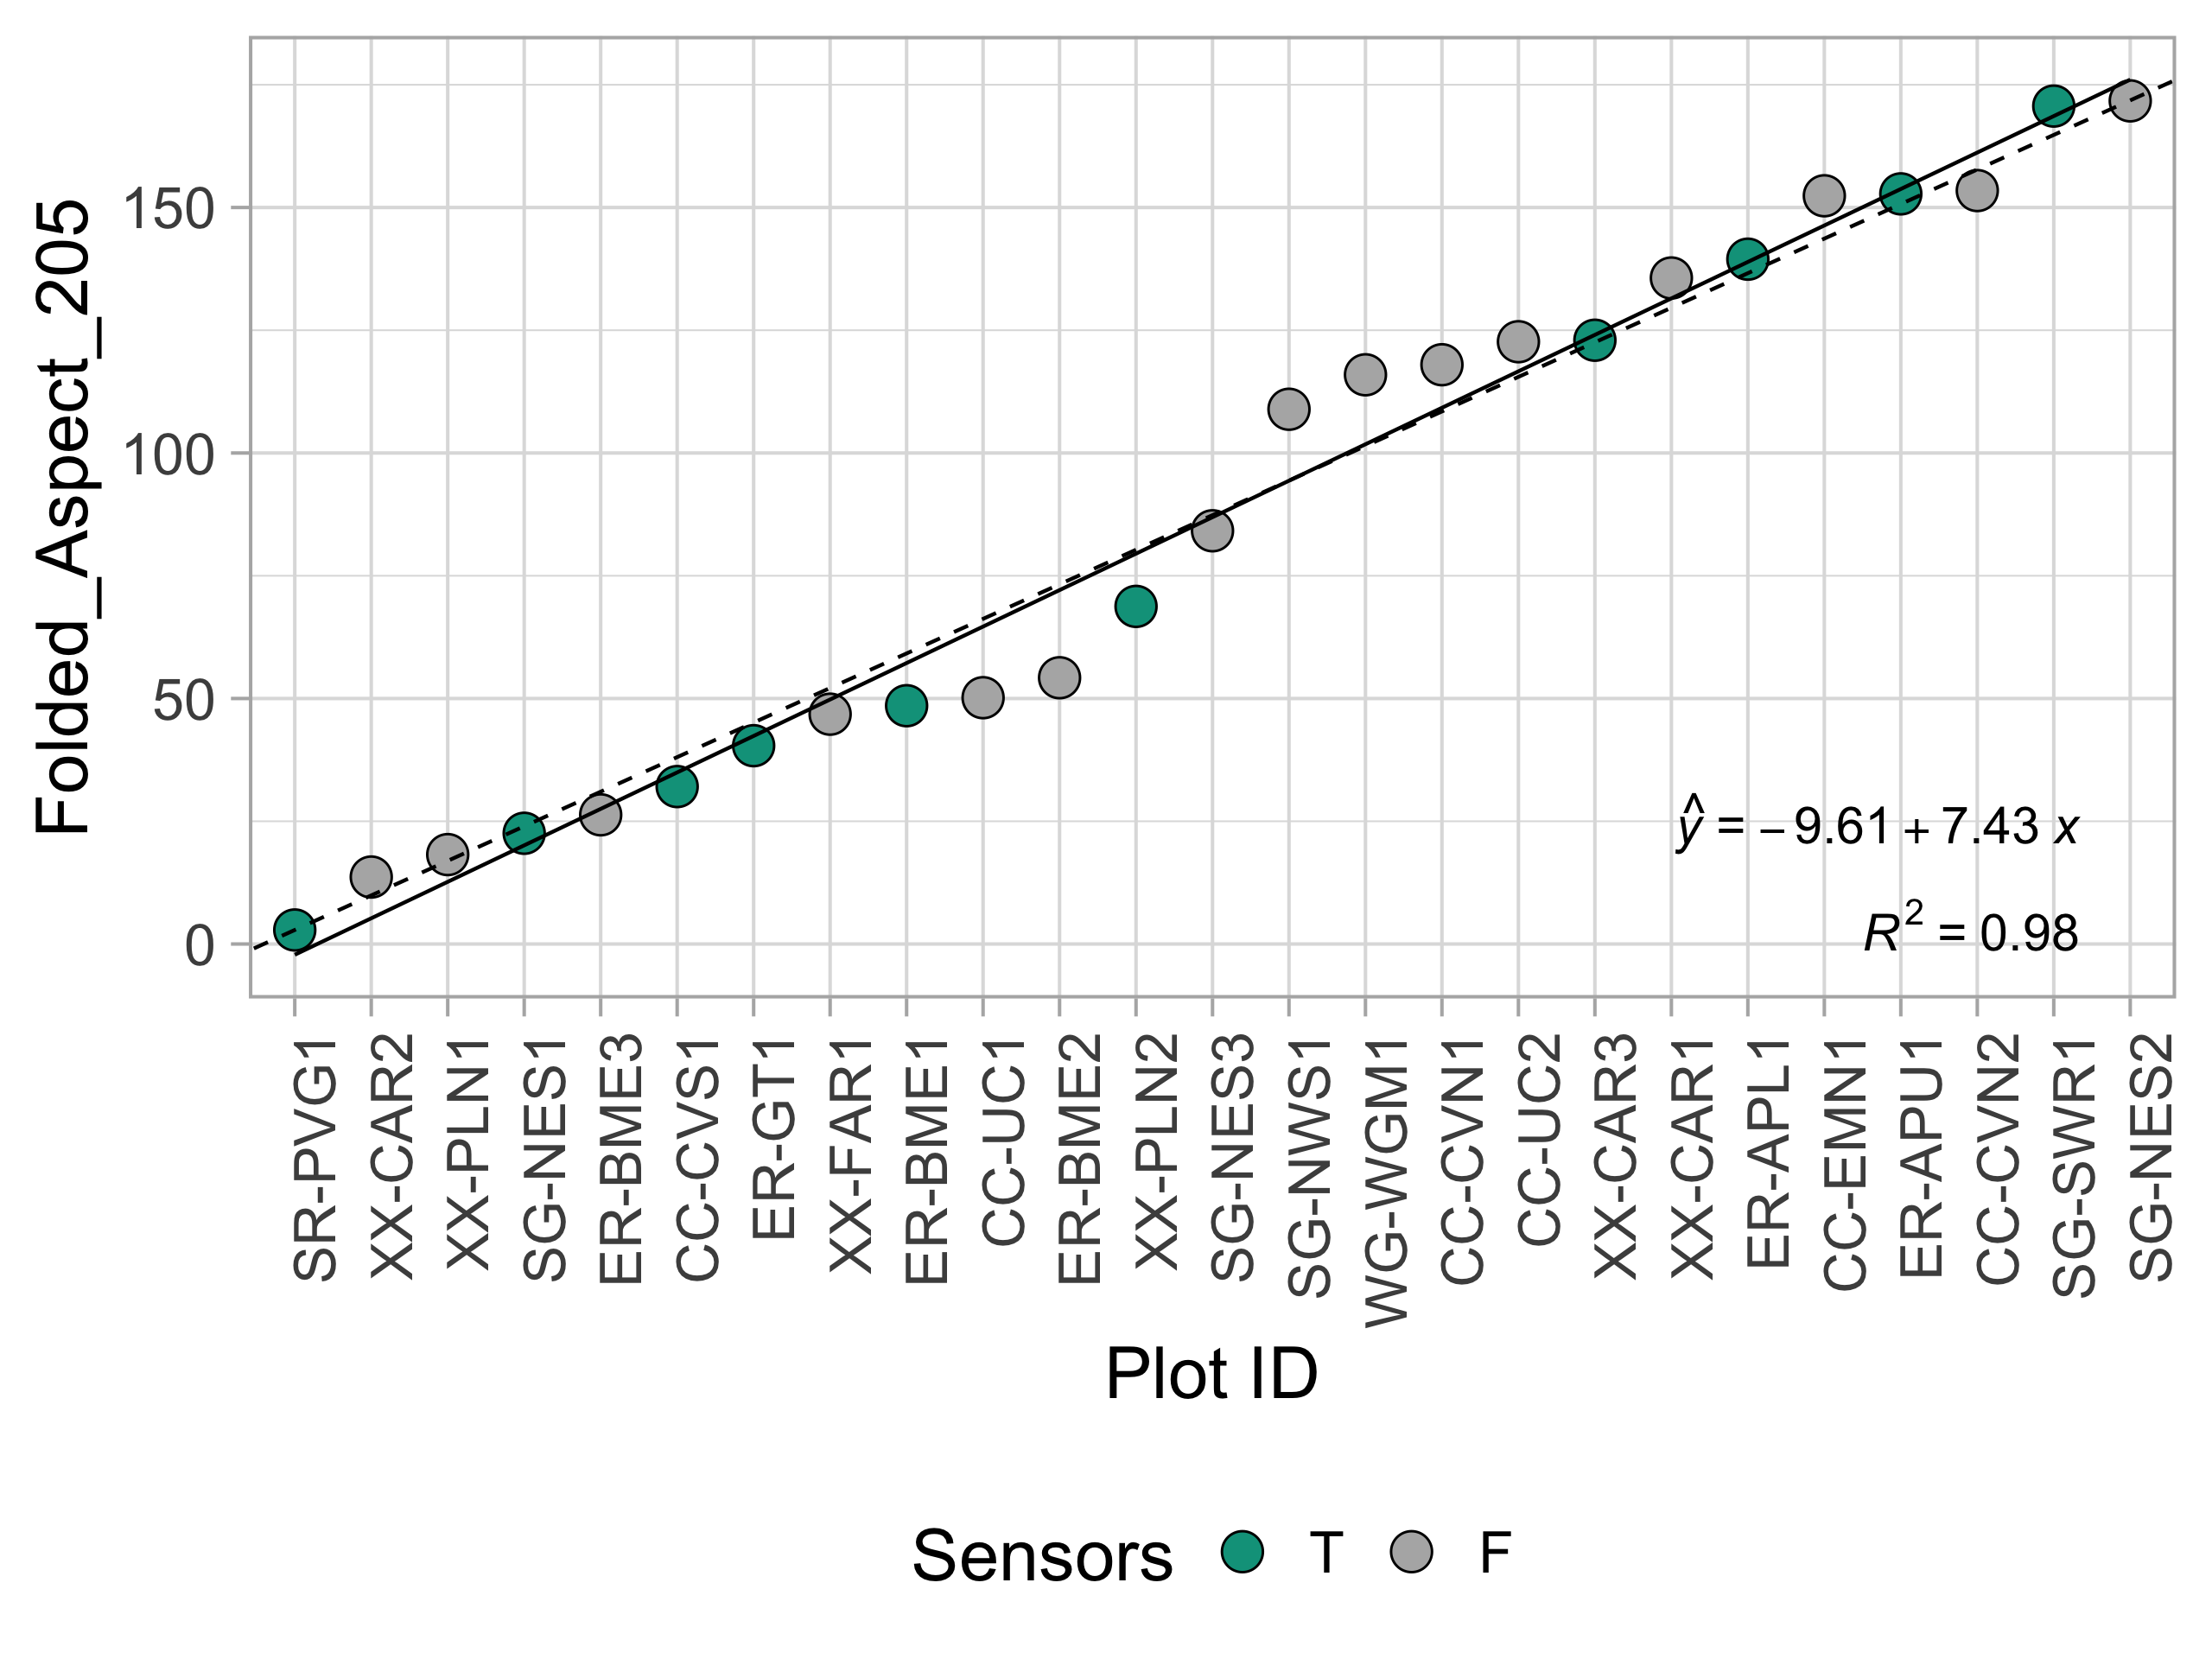 Folded_Aspect_205
150
100
50
0
ŷ = − 9.61 + 7.43 x
R² = 0.98
SR-PVG1
XX-CAR2
XX-PLN1
SG-NES1
ER-BME3
CC-CVS1
ER-GT1
XX-FAR1
ER-BME1
CC-UC1
ER-BME2
XX-PLN2
SG-NES3
SG-NWS1
WG-WGM1
CC-CVN1
CC-UC2
XX-CAR3
XX-CAR1
ER-APL1
CC-EMN1
ER-APU1
CC-CVN2
SG-SWR1
SG-NES2
Plot ID
Sensors T F